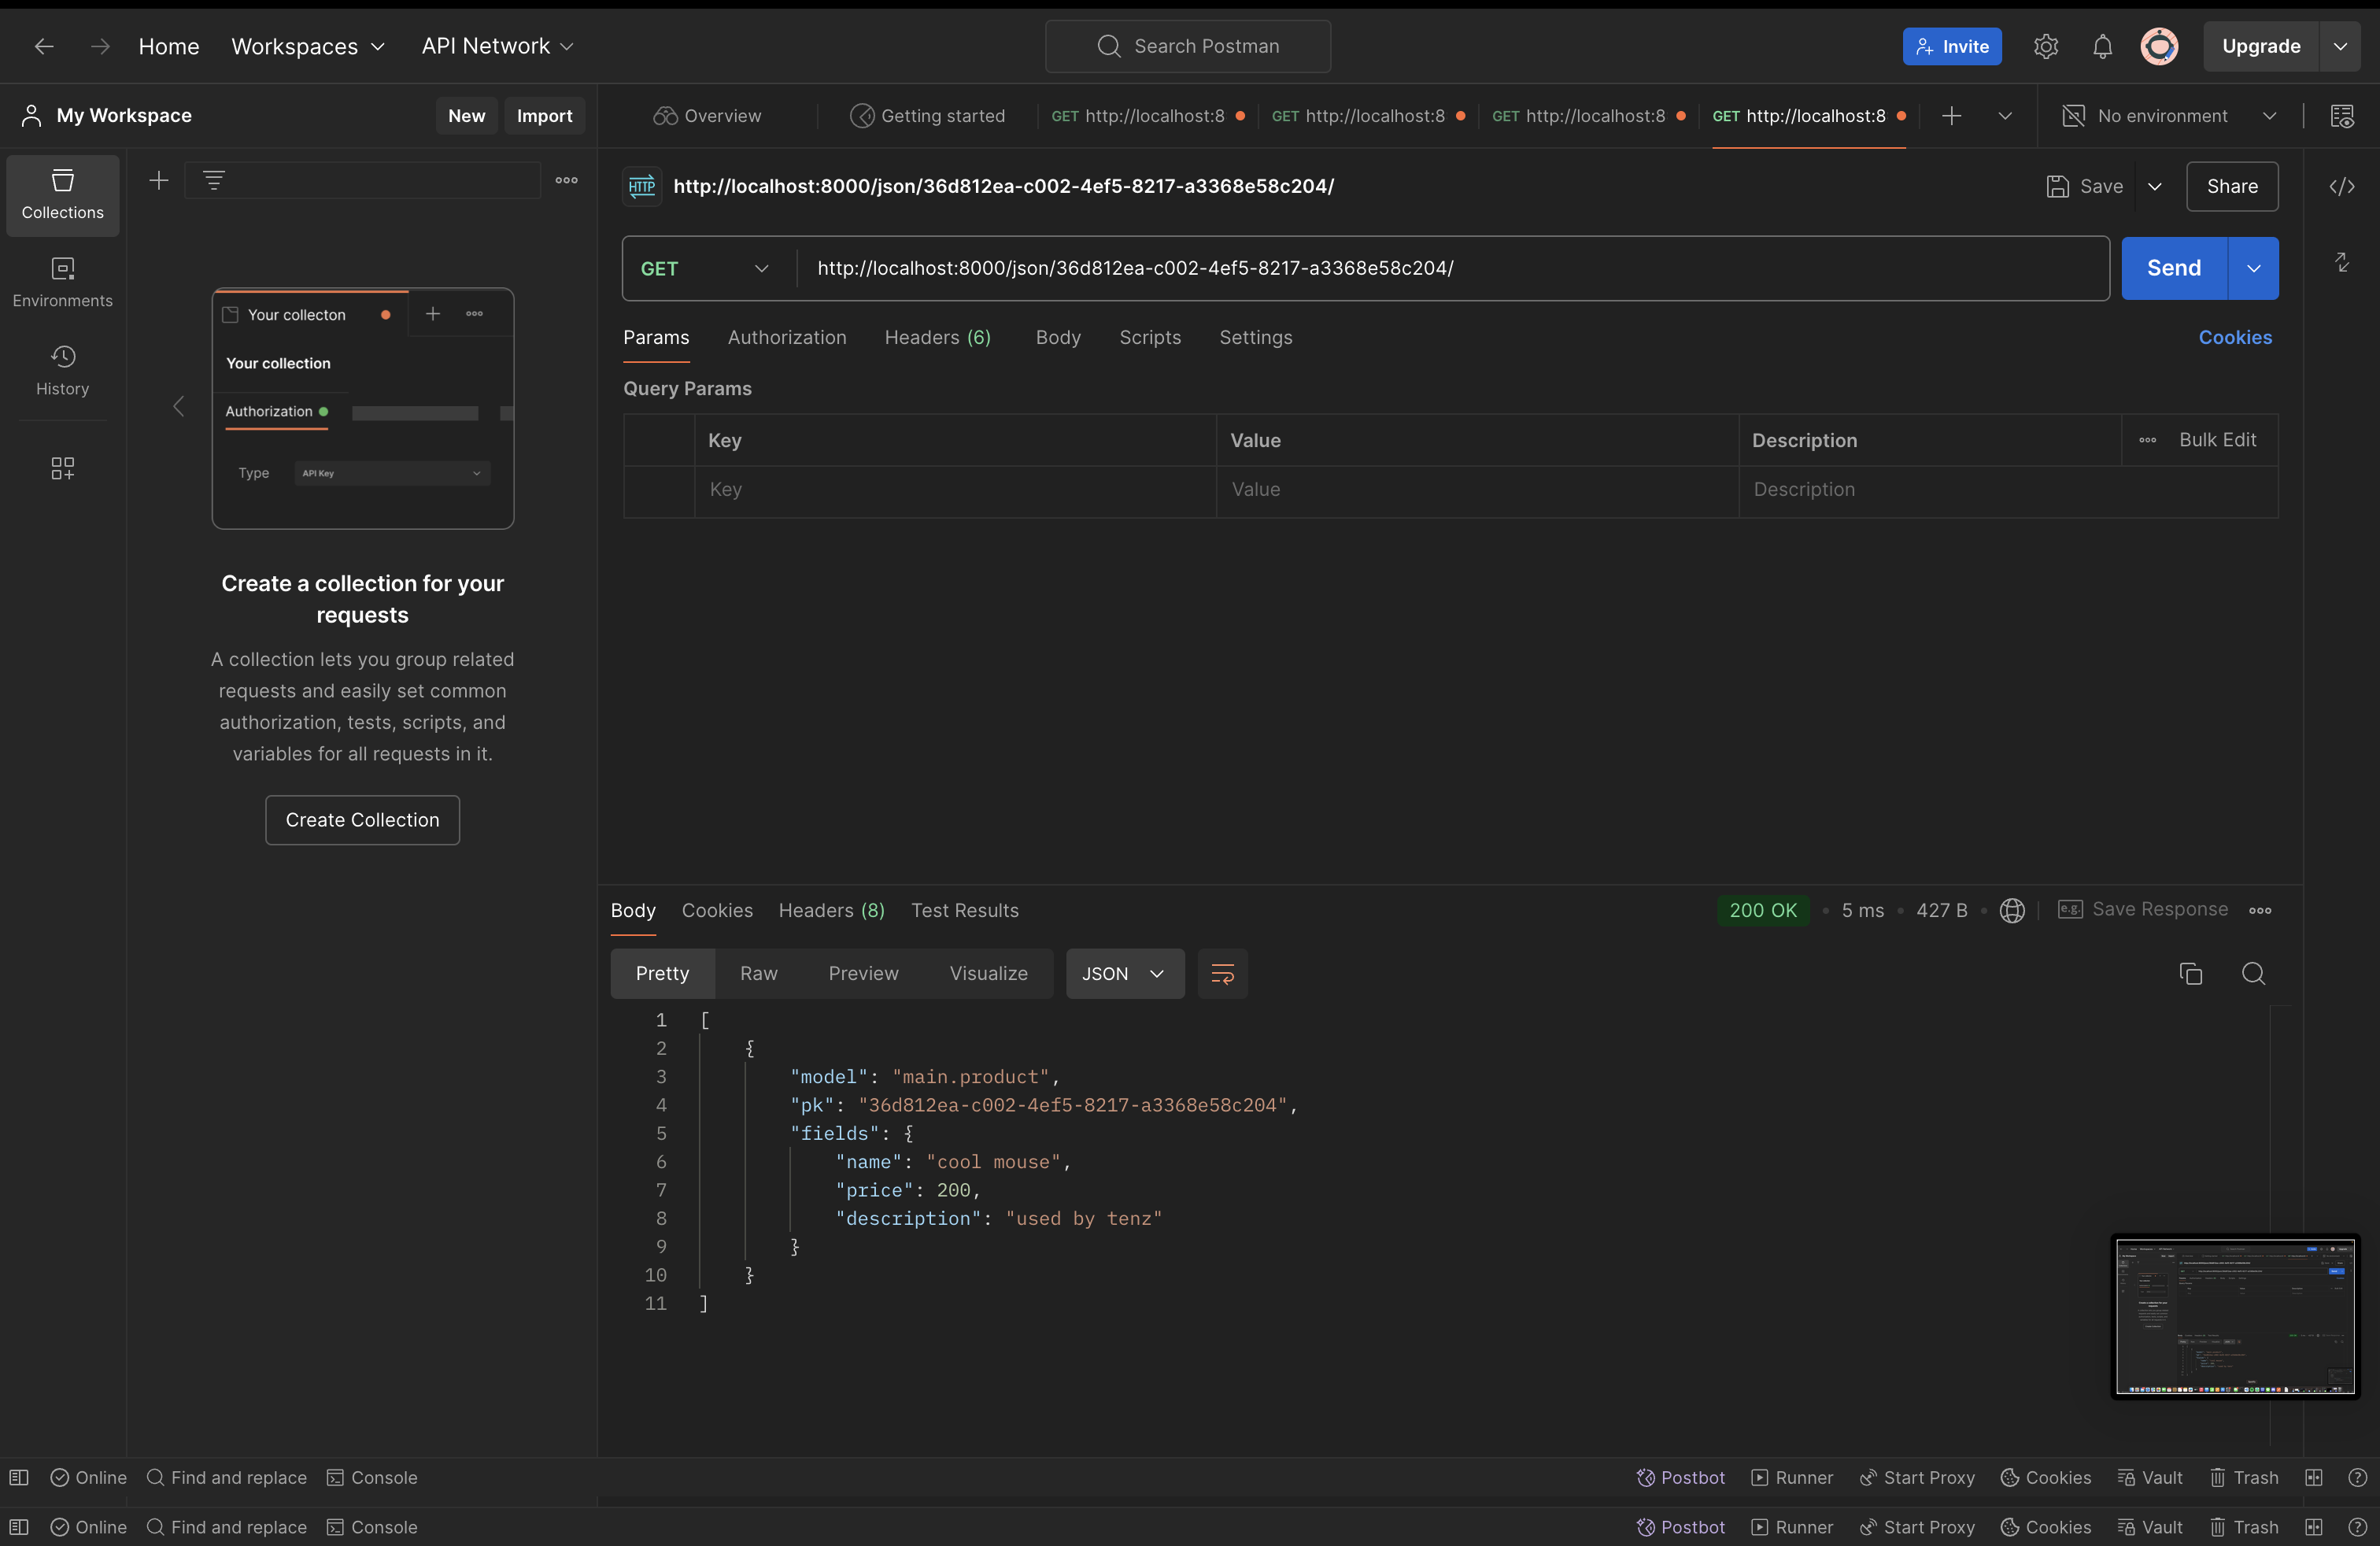 Home Workspaces API Network Search Postman Invite Upgrade
My Workspace New Import Overview Getting started GET http://localhost:8 GET http://localhost:8 GET http://localhost:8 GET http://localhost:8 No environment
Collections
Environments
History
Your collecton
Your collection
Authorization
Type API Key
Create a collection for your
requests
A collection lets you group related
requests and easily set common
authorization, tests, scripts, and
variables for all requests in it.
Create Collection
HTTP http://localhost:8000/json/36d812ea-c002-4ef5-8217-a3368e58c204/ Save Share
GET http://localhost:8000/json/36d812ea-c002-4ef5-8217-a3368e58c204/ Send
Params Authorization Headers (6) Body Scripts Settings Cookies
Query Params
Key Value Description Bulk Edit
Key Value Description
Body Cookies Headers (8) Test Results 200 OK • 5 ms • 427 B • e.g. Save Response
Pretty Raw Preview Visualize JSON
1 [
2 {
3 "model": "main.product",
4 "pk": "36d812ea-c002-4ef5-8217-a3368e58c204",
5 "fields": {
6 "name": "cool mouse",
7 "price": 200,
8 "description": "used by tenz"
9 }
10 }
11 ]
Online Find and replace Console Postbot Runner Start Proxy Cookies Vault Trash
Online Find and replace Console Postbot Runner Start Proxy Cookies Vault Trash